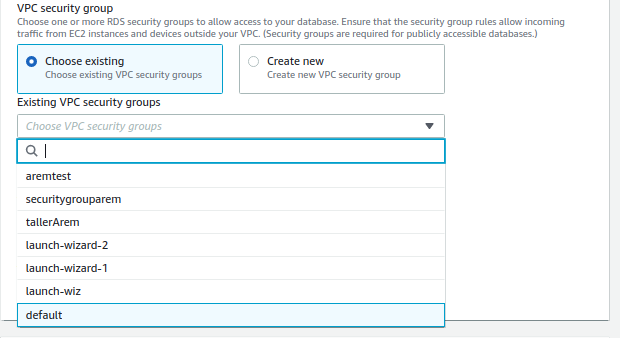 VPC security group
Choose one or more RDS security groups to allow access to your database. Ensure that the security group rules allow incoming
traffic from EC2 instances and devices outside your VPC. (Security groups are required for publicly accessible databases.)
Choose existing
Choose existing VPC security groups
Create new
Create new VPC security group
Existing VPC security groups
Choose VPC security groups
aremtest
securitygrouparem
tallerArem
launch-wizard-2
launch-wizard-1
launch-wiz
default